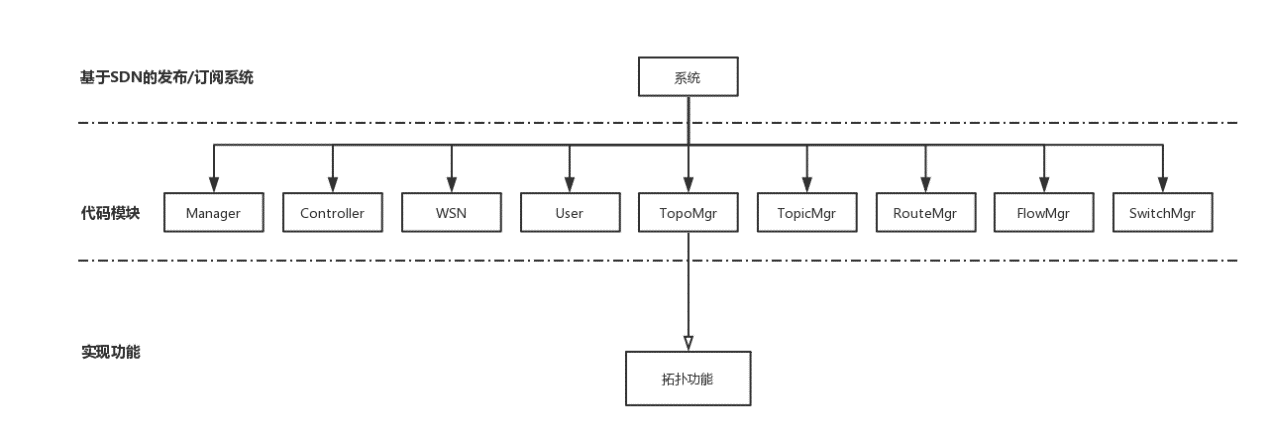 基于SDN的发布/订阅系统
系统
代码模块
Manager
Controller
WSN
User
TopoMgr
TopicMgr
RouteMgr
FlowMgr
SwitchMgr
实现功能
拓扑功能